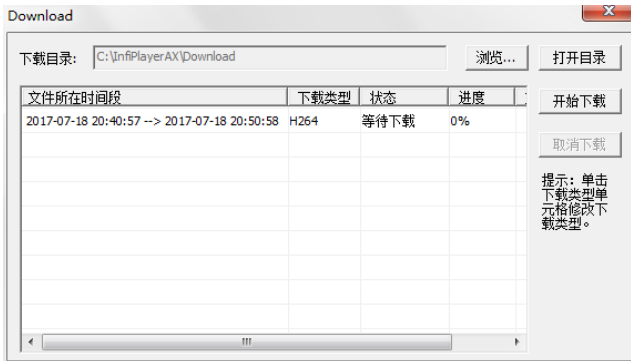 Download
下载目录: C:\InfiPlayerAX\Download 浏览... 打开目录
文件所在时间段 下载类型 状态 进度
开始下载
2017-07-18 20:40:57 --> 2017-07-18 20:50:58 H264 等待下载 0%
取消下载
提示：单击
下载类型单
元格修改下
载类型。